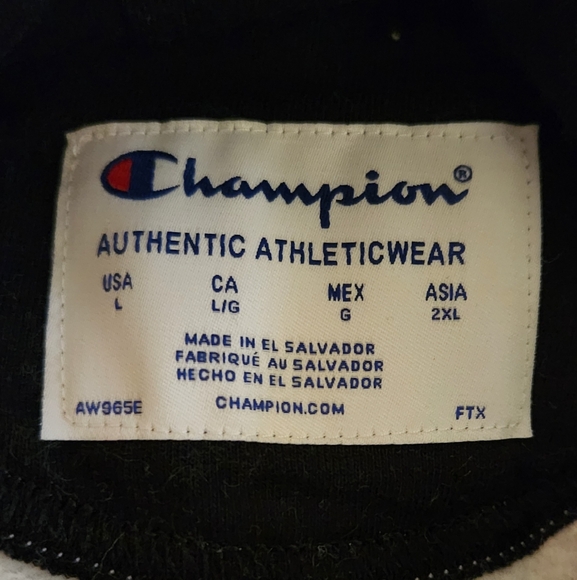 Champion®
AUTHENTIC ATHLETICWEAR
USA CA MEX ASIA
L L/G G 2XL
MADE IN EL SALVADOR
FABRIQUÉ AU SALVADOR
HECHO EN EL SALVADOR
AW965E CHAMPION.COM FTX